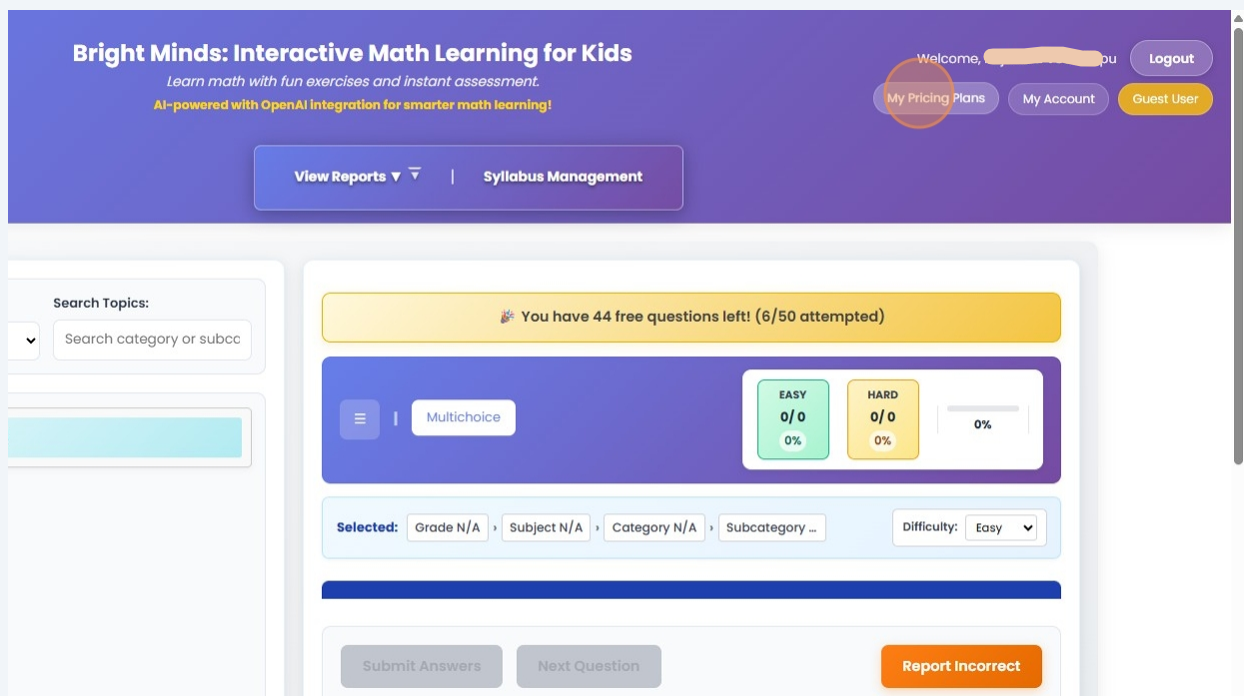 Bright Minds: Interactive Math Learning for Kids
Learn math with fun exercises and instant assessment.
AI-powered with OpenAI integration for smarter math learning!
Welcome, pu
Logout
My Pricing Plans
My Account
Guest User
View Reports ▼ | Syllabus Management
Search Topics:
Search category or subcc
🎉 You have 44 free questions left! (6/50 attempted)
☰ | Multichoice
EASY
0/ 0
0%
HARD
0/ 0
0%
0%
Selected: Grade N/A › Subject N/A › Category N/A › Subcategory ...
Difficulty: Easy
Submit Answers
Next Question
Report Incorrect